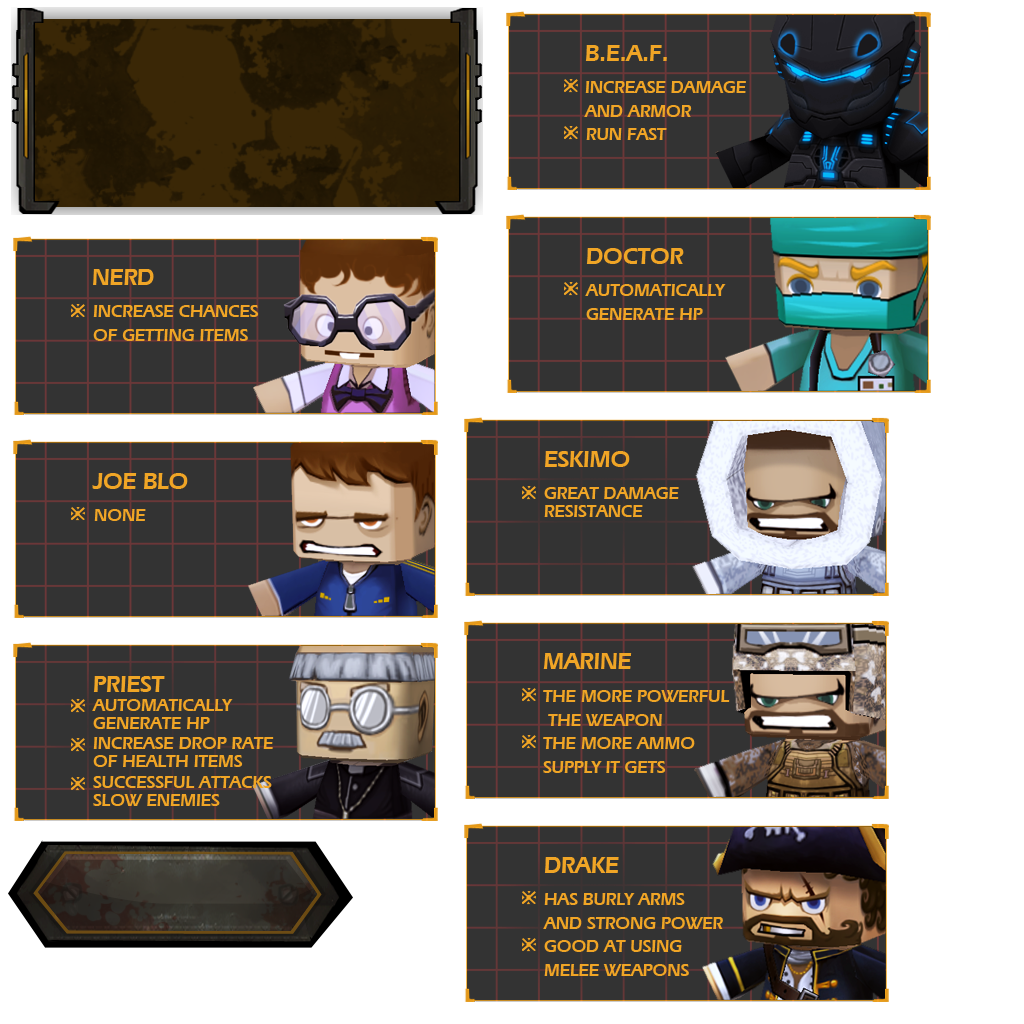 B.E.A.F.
※ INCREASE DAMAGE
AND ARMOR
※ RUN FAST
NERD
※ INCREASE CHANCES
OF GETTING ITEMS
DOCTOR
※ AUTOMATICALLY
GENERATE HP
JOE BLO
※ NONE
ESKIMO
※ GREAT DAMAGE
RESISTANCE
PRIEST
※ AUTOMATICALLY
GENERATE HP
※ INCREASE DROP RATE
OF HEALTH ITEMS
※ SUCCESSFUL ATTACKS
SLOW ENEMIES
MARINE
※ THE MORE POWERFUL
THE WEAPON
※ THE MORE AMMO
SUPPLY IT GETS
DRAKE
※ HAS BURLY ARMS
AND STRONG POWER
※ GOOD AT USING
MELEE WEAPONS